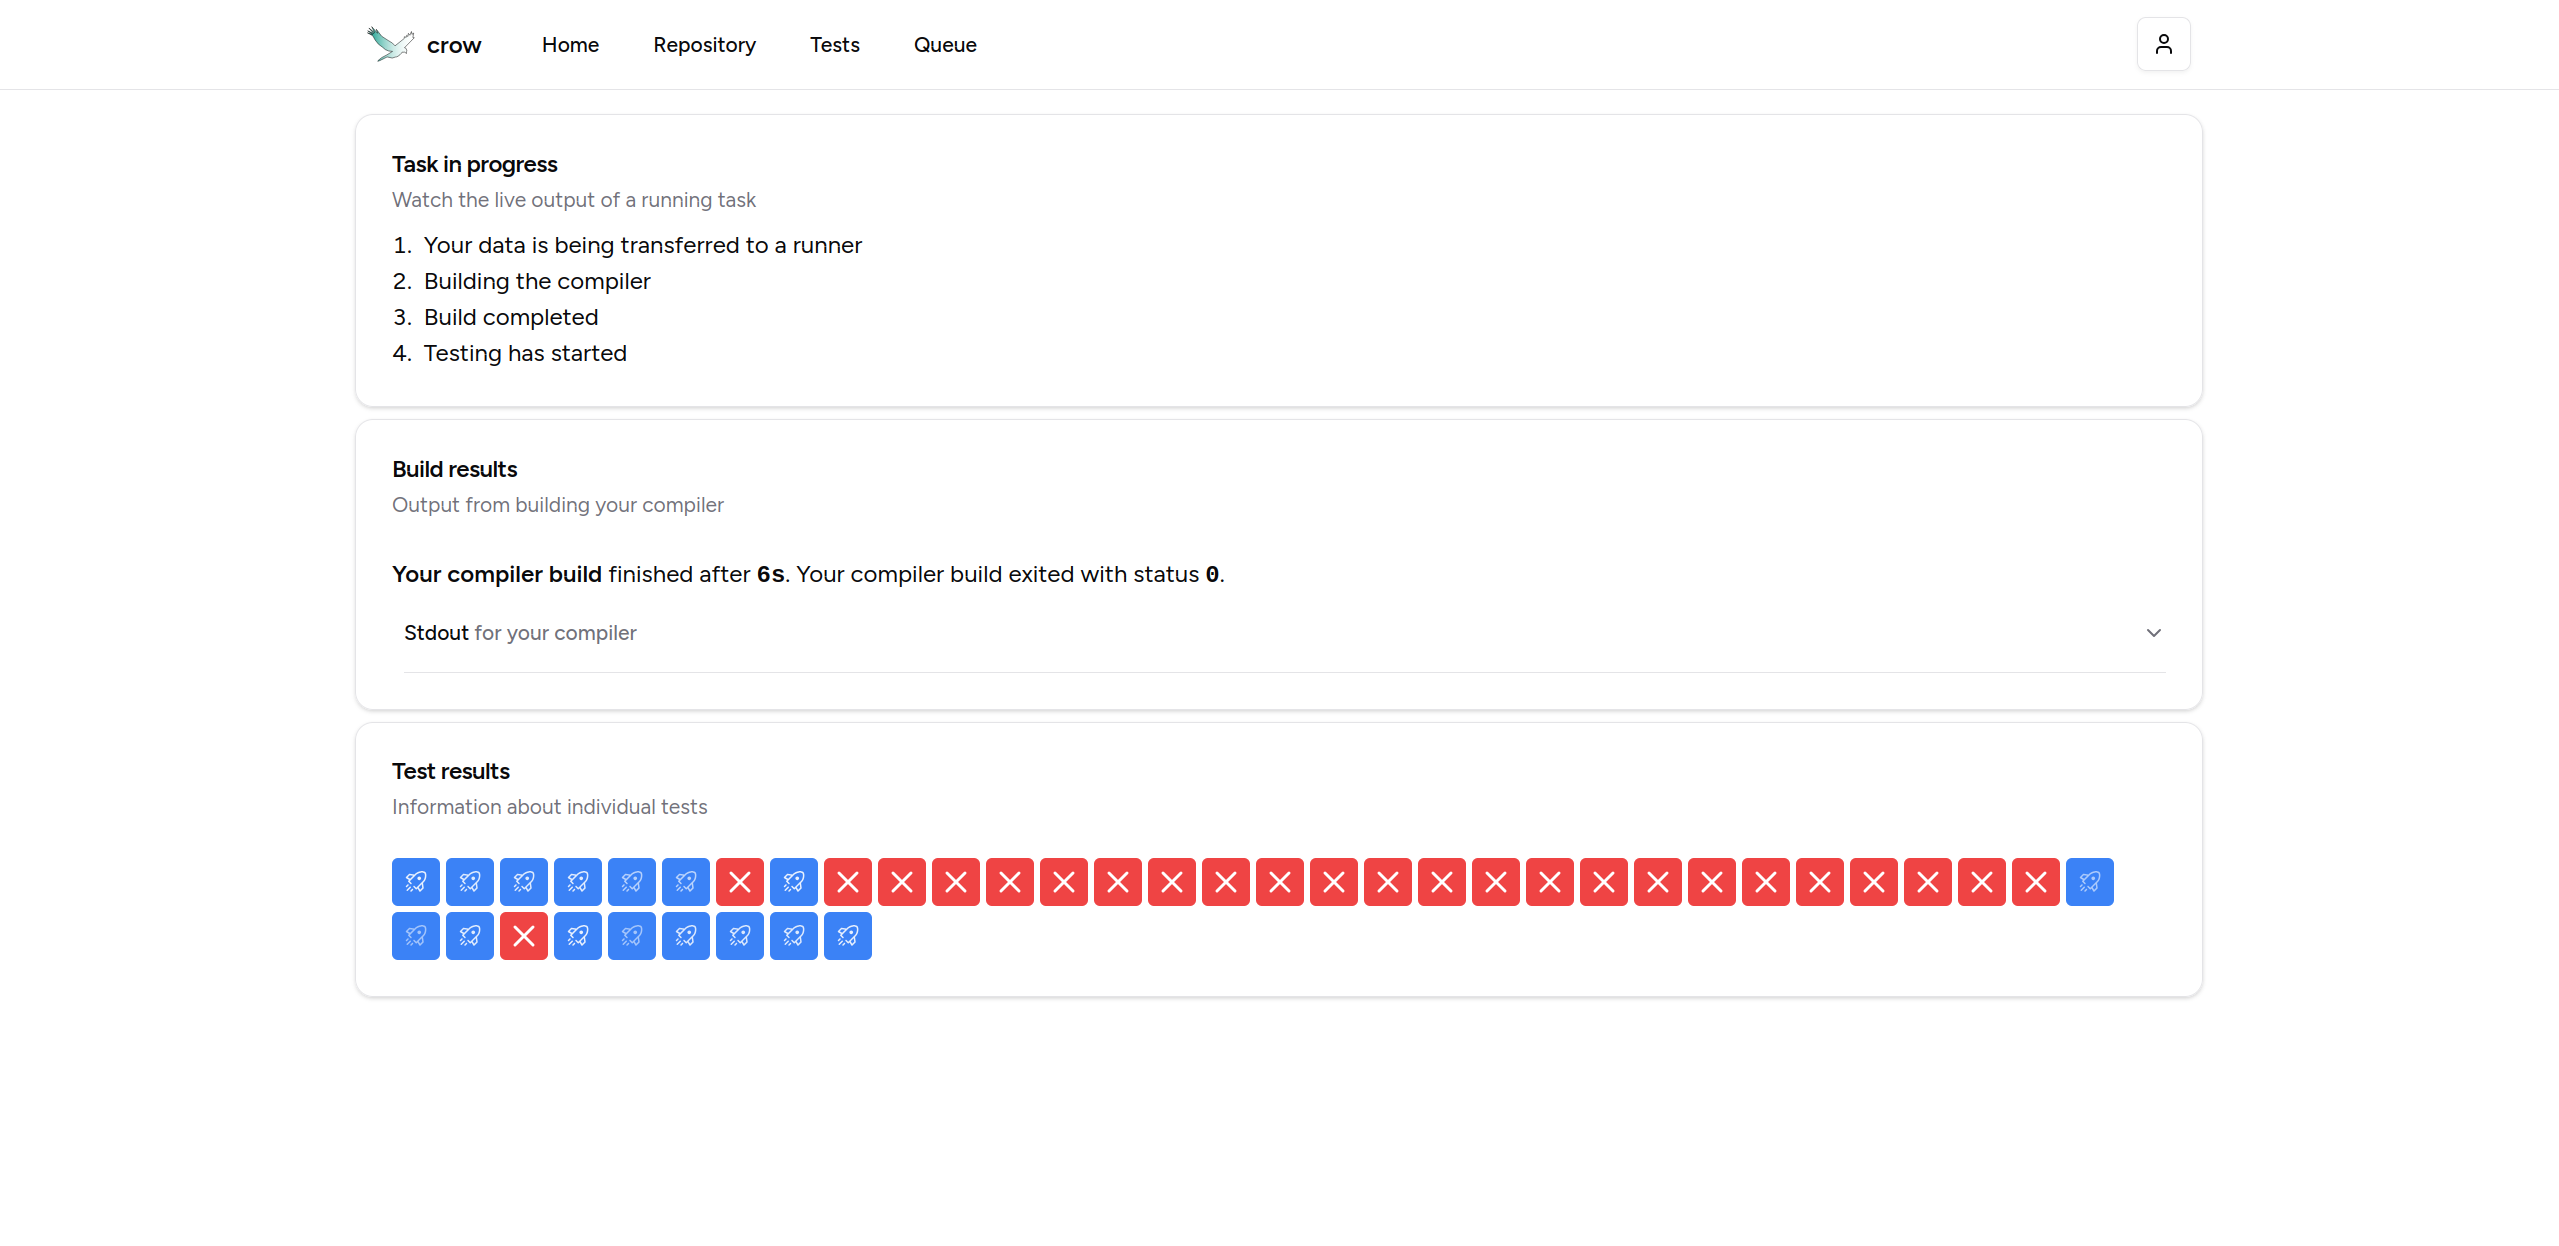 crow Home Repository Tests Queue
Task in progress
Watch the live output of a running task
1. Your data is being transferred to a runner
2. Building the compiler
3. Build completed
4. Testing has started
Build results
Output from building your compiler
Your compiler build finished after 6s. Your compiler build exited with status 0.
Stdout for your compiler
Test results
Information about individual tests